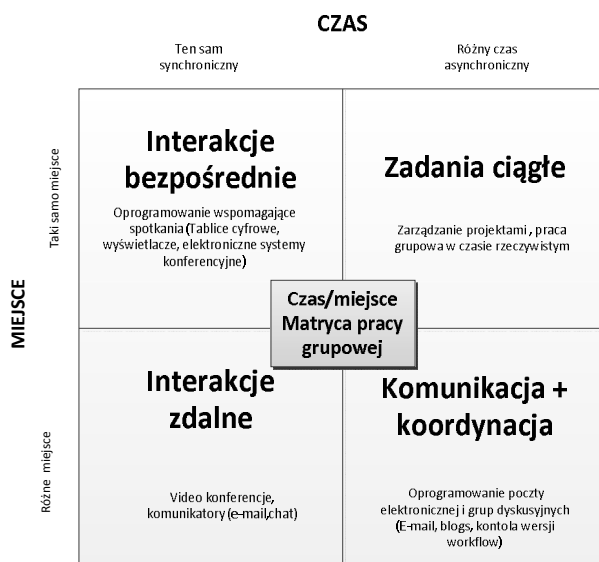 CZAS
Ten sam
synchroniczny
Różny czas
asynchroniczny
MIEJSCE
Taki samo miejsce
Interakcje
bezpośrednie
Oprogramowanie wspomagające
spotkania (Tablice cyfrowe,
wyświetlacze, elektroniczne systemy
konferencyjne)
Zadania ciągłe
Zarządzanie projektami , praca
grupowa w czasie rzeczywistym
Czas/miejsce
Matryca pracy
grupowej
Różne miejsce
Interakcje
zdalne
Video konferencje,
komunikatory (e-mail,chat)
Komunikacja +
koordynacja
Oprogramowanie poczty
elektronicznej i grup dyskusyjnych
(E-mail, blogs, kontola wersji
workflow)